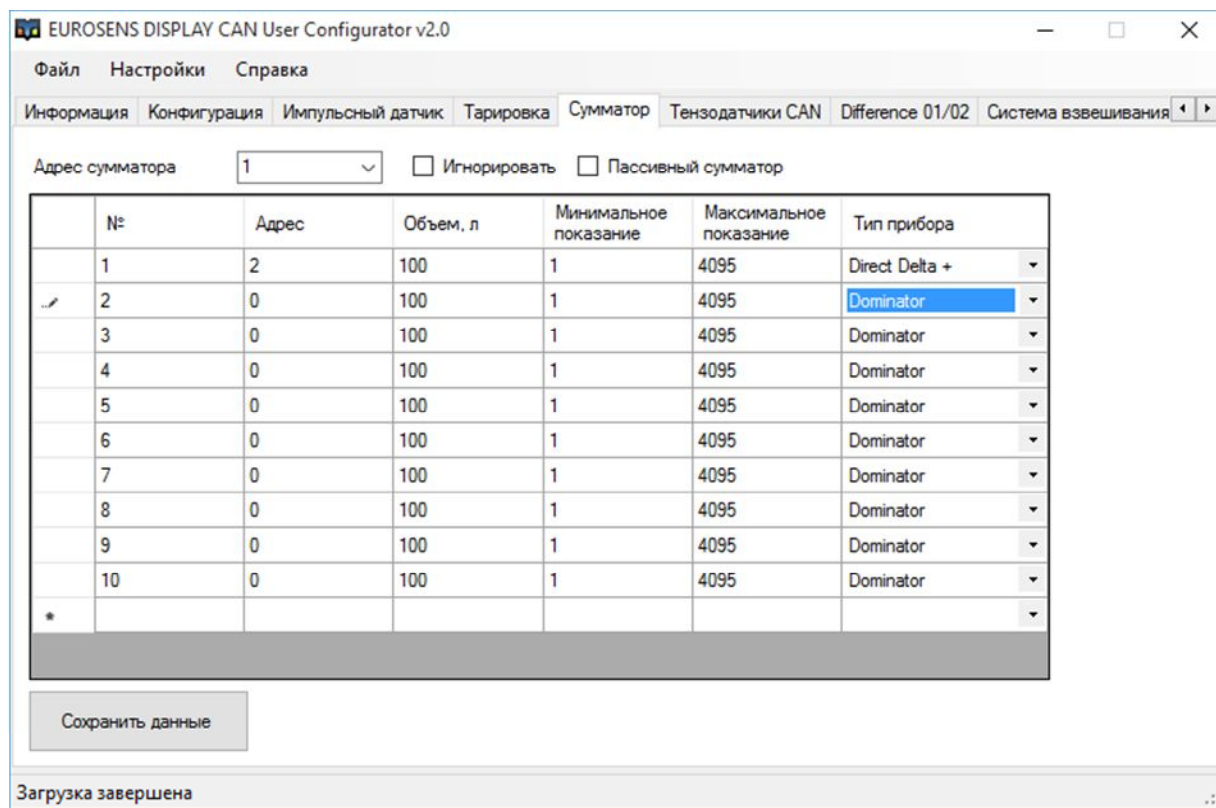 EUROSENS DISPLAY CAN User Configurator v2.0
Файл Настройки Справка
Информация Конфигурация Импульсный датчик Тарировка Сумматор Тензодатчики CAN Difference 01/02 Система взвешивания
Адрес сумматора 1 Игнорировать Пассивный сумматор
№ Адрес Объем, л Минимальное показание Максимальное показание Тип прибора
1 2 100 1 4095 Direct Delta +
2 0 100 1 4095 Dominator
3 0 100 1 4095 Dominator
4 0 100 1 4095 Dominator
5 0 100 1 4095 Dominator
6 0 100 1 4095 Dominator
7 0 100 1 4095 Dominator
8 0 100 1 4095 Dominator
9 0 100 1 4095 Dominator
10 0 100 1 4095 Dominator
*
Сохранить данные
Загрузка завершена